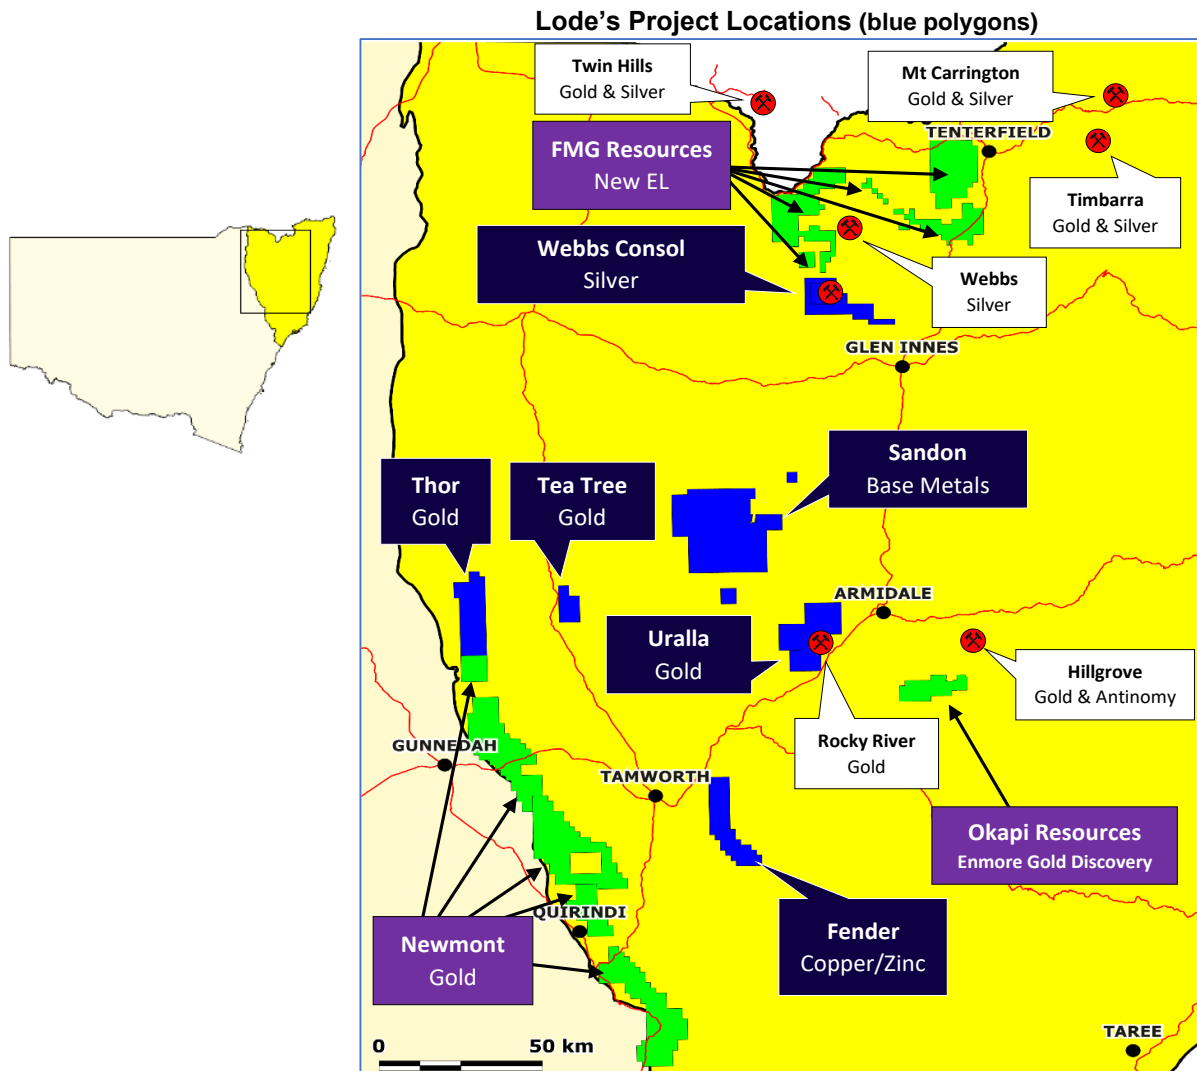 Lode's Project Locations (blue polygons)
Twin Hills
Gold & Silver
Mt Carrington
Gold & Silver
TENTERFIELD
FMG Resources
New EL
Timbarra
Gold & Silver
Webbs Consol
Silver
Webbs
Silver
GLEN INNES
Sandon
Base Metals
Thor
Gold
Tea Tree
Gold
ARMIDALE
Uralla
Gold
Hillgrove
Gold & Antinomy
Rocky River
Gold
GUNNEDAH
TAMWORTH
Okapi Resources
Enmore Gold Discovery
QUIRINDI
Newmont
Gold
Fender
Copper/Zinc
TAREE
0 50 km